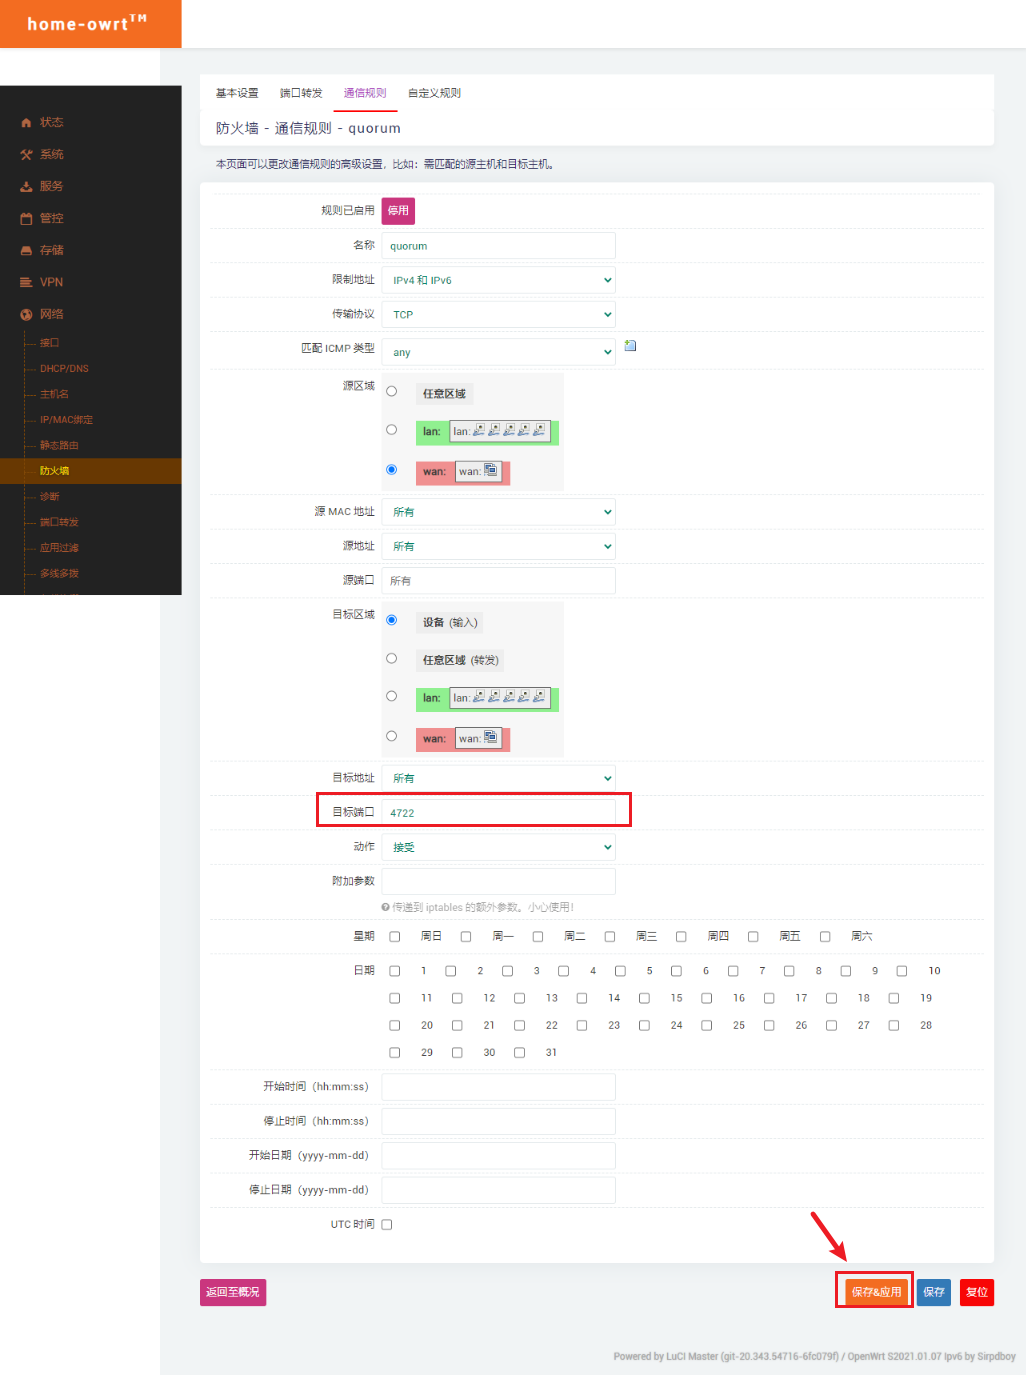 home-owrt™
基本设置 端口转发 通信规则 自定义规则
防火墙 - 通信规则 - quorum
本页面可以更改通信规则的高级设置，比如：需匹配的源主机和目标主机。
状态
系统
服务
管控
存储
VPN
网络
接口
DHCP/DNS
主机名
IP/MAC绑定
静态路由
防火墙
诊断
端口转发
应用过滤
多线多拨
规则已启用 停用
名称 quorum
限制地址 IPv4 和 IPv6
传输协议 TCP
匹配 ICMP 类型 any
源区域 任意区域
lan: lan:
wan: wan:
源 MAC 地址 所有
源地址 所有
源端口 所有
目标区域 设备 (输入)
任意区域 (转发)
lan: lan:
wan: wan:
目标地址 所有
目标端口 4722
动作 接受
附加参数
传递到 iptables 的额外参数。小心使用！
星期 周日 周一 周二 周三 周四 周五 周六
日期 1 2 3 4 5 6 7 8 9 10
11 12 13 14 15 16 17 18 19
20 21 22 23 24 25 26 27 28
29 30 31
开始时间（hh:mm:ss）
停止时间（hh:mm:ss）
开始日期（yyyy-mm-dd）
停止日期（yyyy-mm-dd）
UTC 时间
返回至概况 保存&应用 保存 复位
Powered by LuCI Master (git-20.343.54716-6fc079f) / OpenWrt S2021.01.07 Ipv6 by Sirpdboy